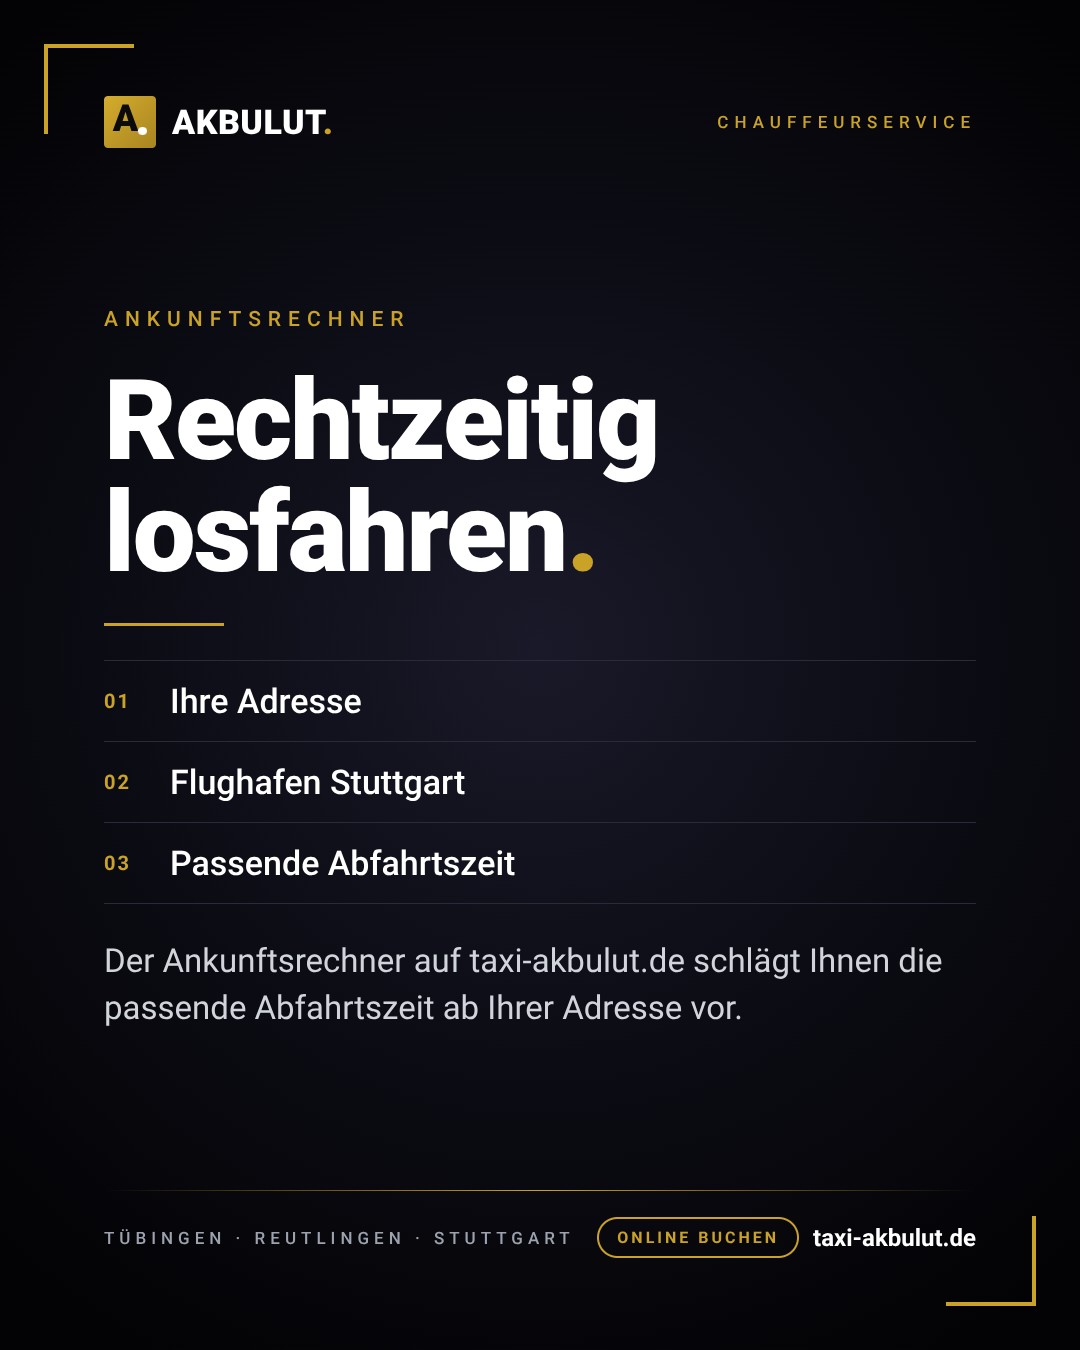 A.
AKBULUT.
CHAUFFEURSERVICE
ANKUNFTSRECHNER
Rechtzeitig
losfahren.
01 Ihre Adresse
02 Flughafen Stuttgart
03 Passende Abfahrtszeit
Der Ankunftsrechner auf taxi-akbulut.de schlägt Ihnen die
passende Abfahrtszeit ab Ihrer Adresse vor.
TÜBINGEN · REUTLINGEN · STUTTGART
ONLINE BUCHEN
taxi-akbulut.de